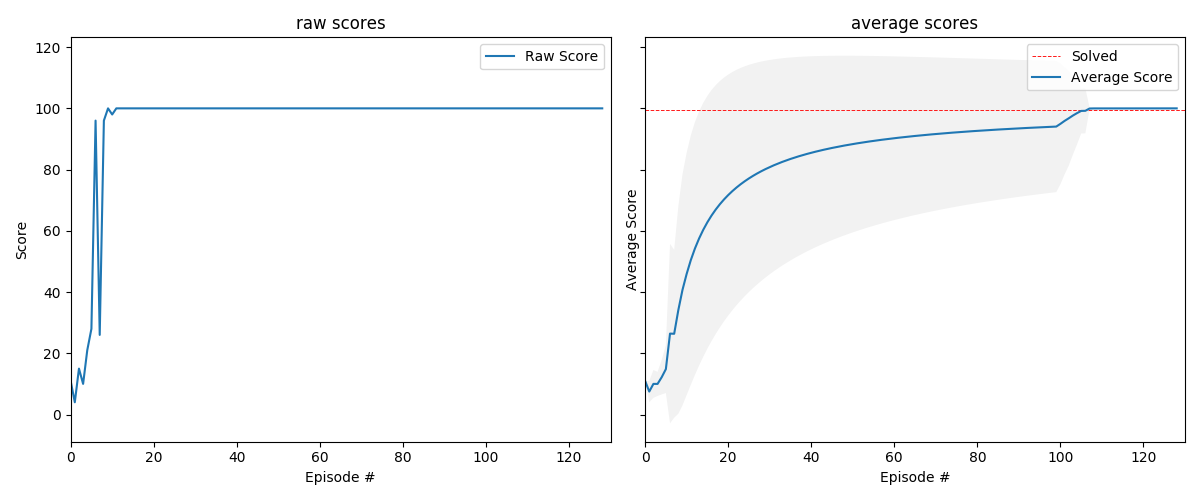 raw scores
Score
120
100
80
60
40
20
0
Raw Score
0 20 40 60 80 100 120
Episode #
average scores
Average Score
Solved
Average Score
0 20 40 60 80 100 120
Episode #